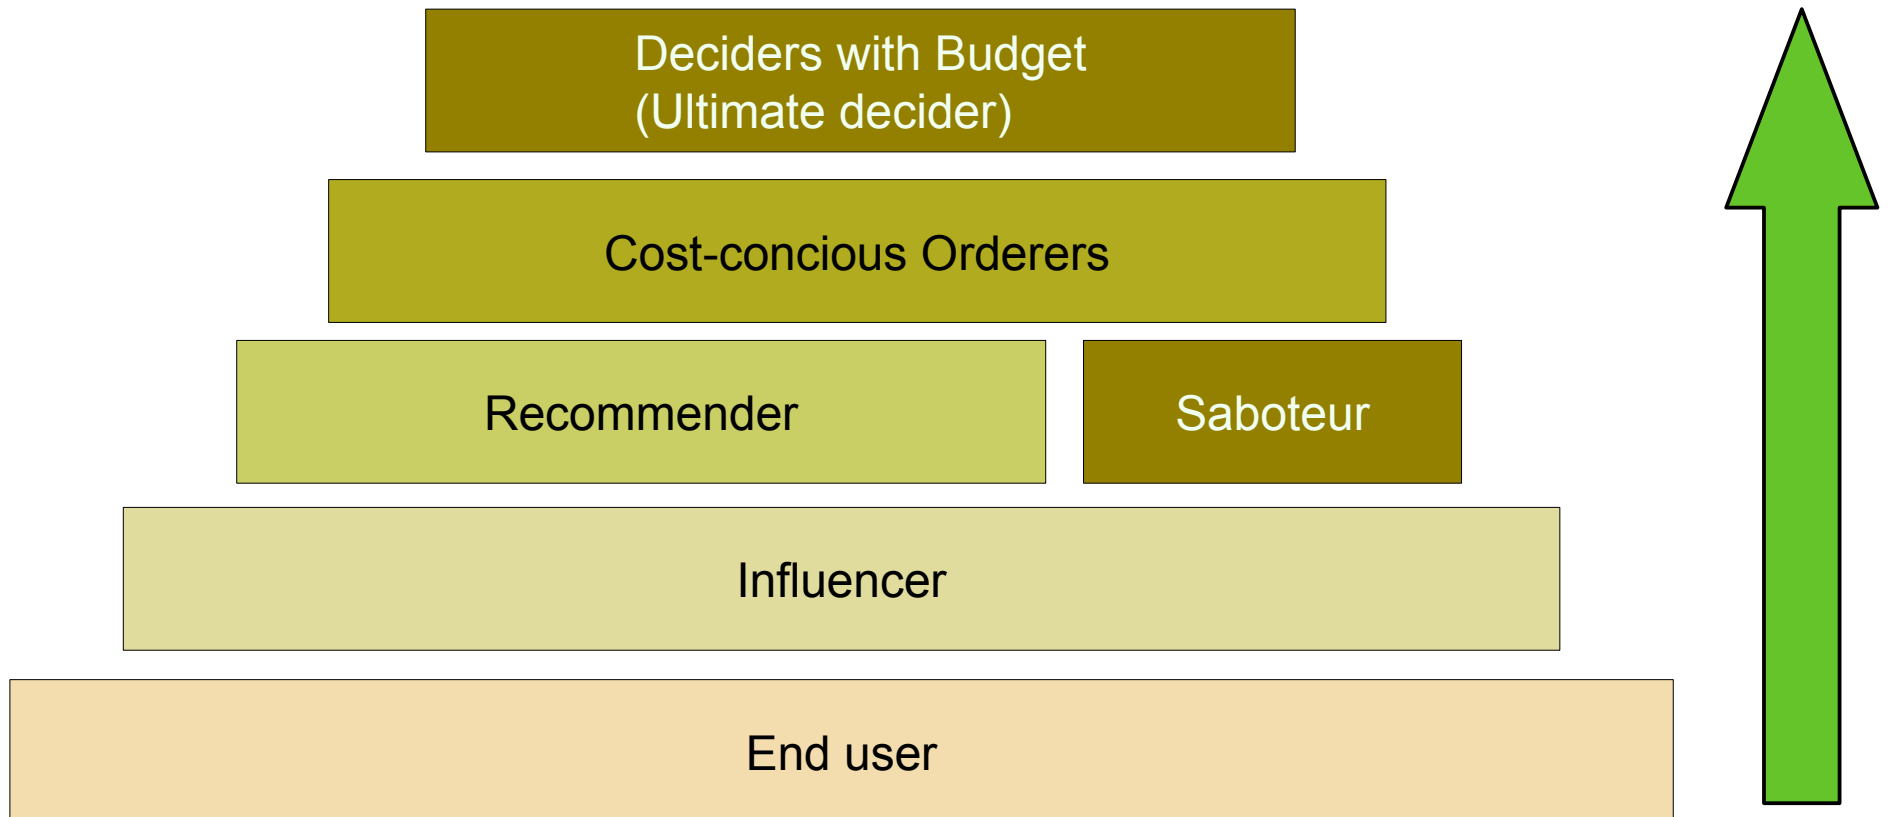 Deciders with Budget
(Ultimate decider)
Cost-concious Orderers
Recommender
Saboteur
Influencer
End user